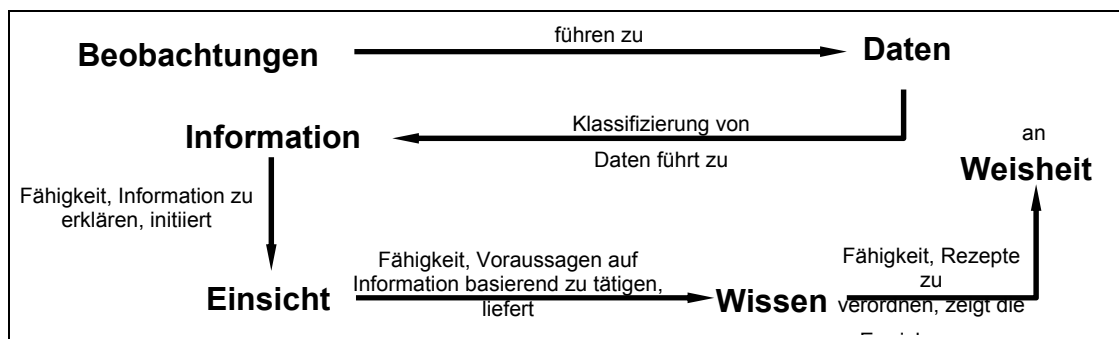 Beobachtungen
führen zu
Daten
Klassifizierung von
Daten führt zu
Information
Fähigkeit, Information zu
erklären, initiiert
Einsicht
Fähigkeit, Voraussagen auf
Information basierend zu tätigen,
liefert
Wissen
Fähigkeit, Rezepte
zu
verordnen, zeigt die
an
Weisheit